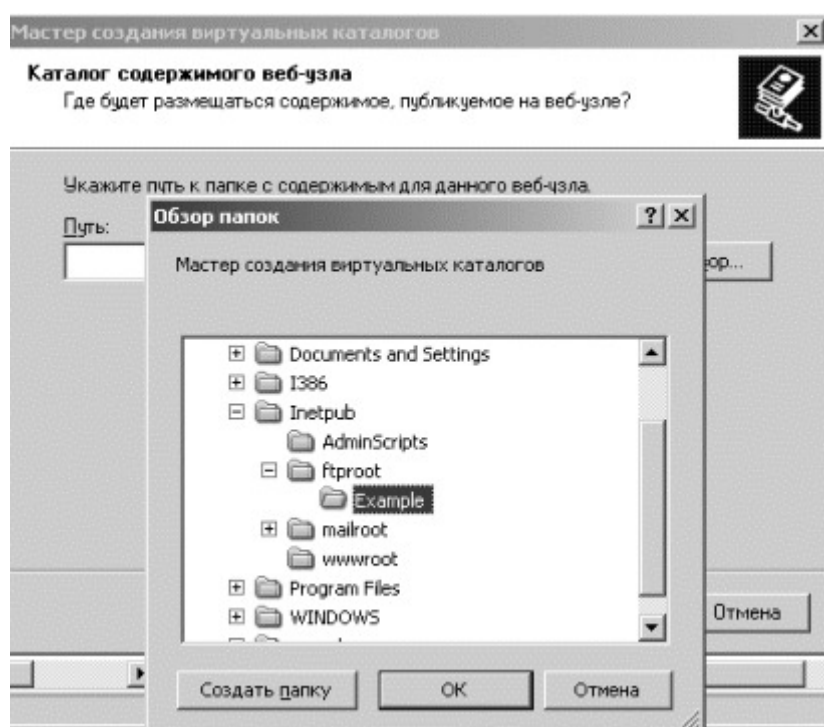 Мастер создания виртуальных каталогов
Каталог содержимого веб-узла
Где будет размещаться содержимое, публикуемое на веб-узле?
Укажите путь к папке с содержимым для данного веб-узла.
Путь:
Обзор папок
Мастер создания виртуальных каталогов
Documents and Settings
I386
Inetpub
AdminScripts
ftproot
Example
mailroot
wwwroot
Program Files
WINDOWS
Отмена
Создать папку
OK
Отмена